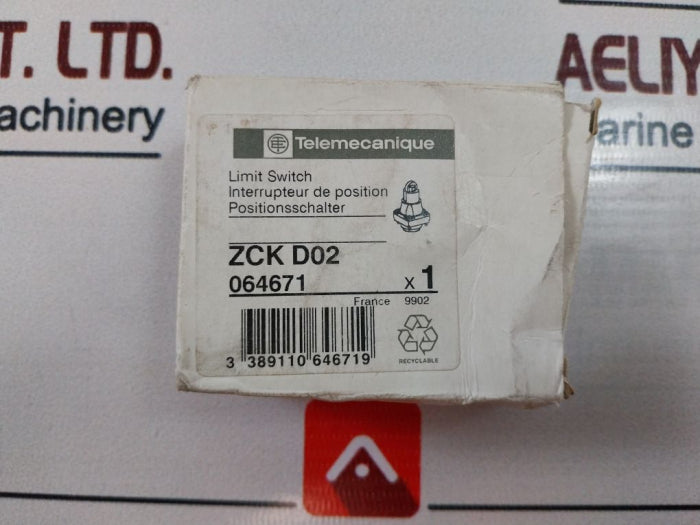 T. LTD.
achinery
AELIY
arine
Telemecanique
Limit Switch
Interrupteur de position
Positionsschalter
ZCK D02
064671 x 1
France 9902
3 389110 646719
RECYCLABLE